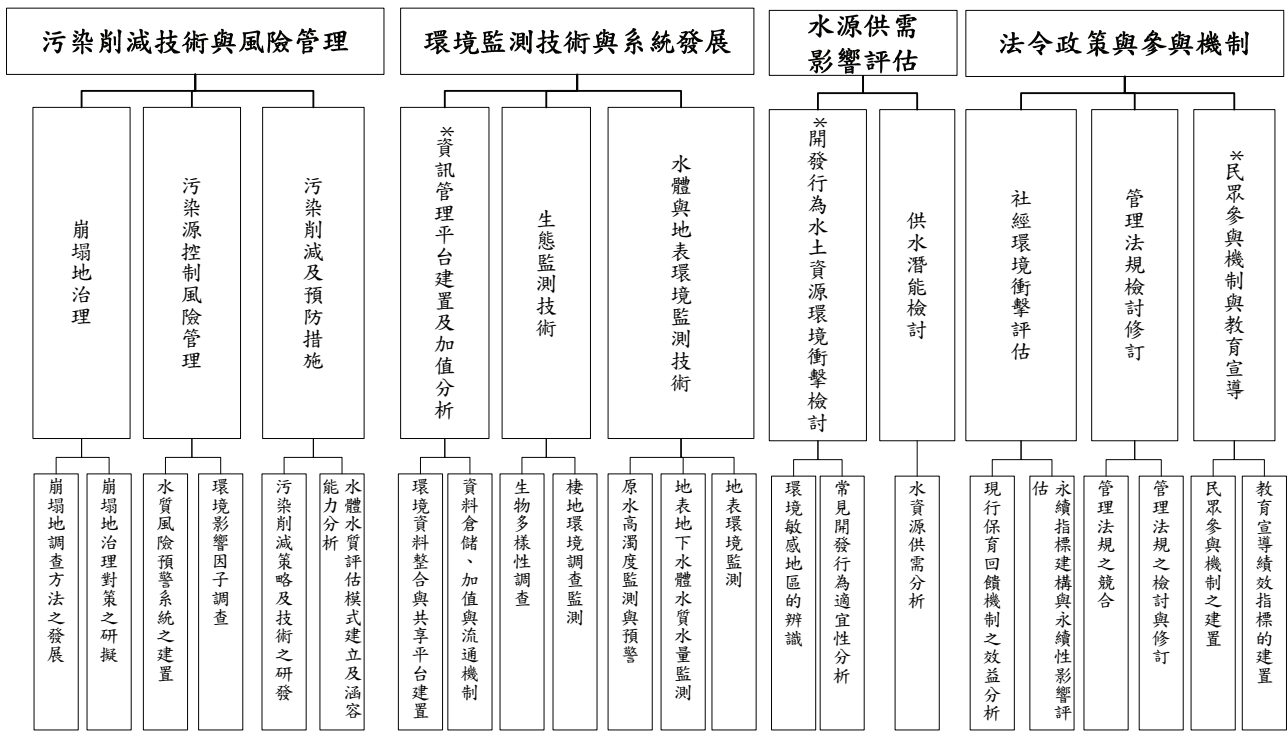 污染削減技術與風險管理
環境監測技術與系統發展
水源供需
影響評估
法令政策與參與機制
崩塌地治理
污染源控制風險管理
污染削減及預防措施
*資訊管理平台建置及加值分析
生態監測技術
水體與地表環境監測技術
*開發行為水土資源環境衝擊檢討
供水潛能檢討
社經環境衝擊評估
管理法規檢討修訂
*民眾參與機制與教育宣導
崩塌地調查方法之發展
崩塌地治理對策之研擬
水質風險預警系統之建置
環境影響因子調查
污染削減策略及技術之研發
水體水質評估模式建立及涵容
能力分析
環境資料整合與共享平台建置
資料倉儲、加值與流通機制
生物多樣性調查
棲地環境調查監測
原水高濁度監測與預警
地表地下水體水質水量監測
地表環境監測
環境敏感地區的辨識
常見開發行為適宜性分析
水資源供需分析
現行保育回饋機制之效益分析
永續指標建構與永續性影響評
估
管理法規之競合
管理法規之檢討與修訂
民眾參與機制之建置
教育宣導績效指標的建置